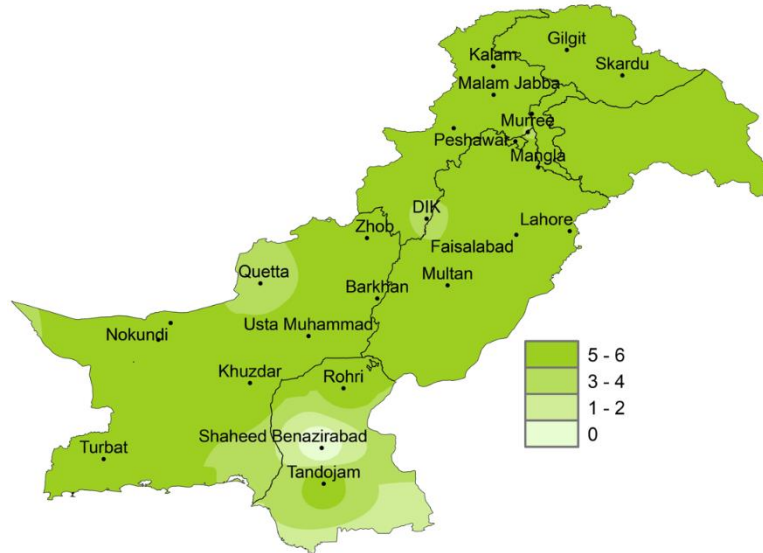 Gilgit
Kalam
Skardu
Malam Jabba
Murree
Peshawar
Mangla
DIK
Lahore
Zhob
Faisalabad
Quetta
Multan
Barkhan
Nokundi
Usta Muhammad
5 - 6
3 - 4
1 - 2
0
Khuzdar
Rohri
Shaheed Benazirabad
Turbat
Tandojam